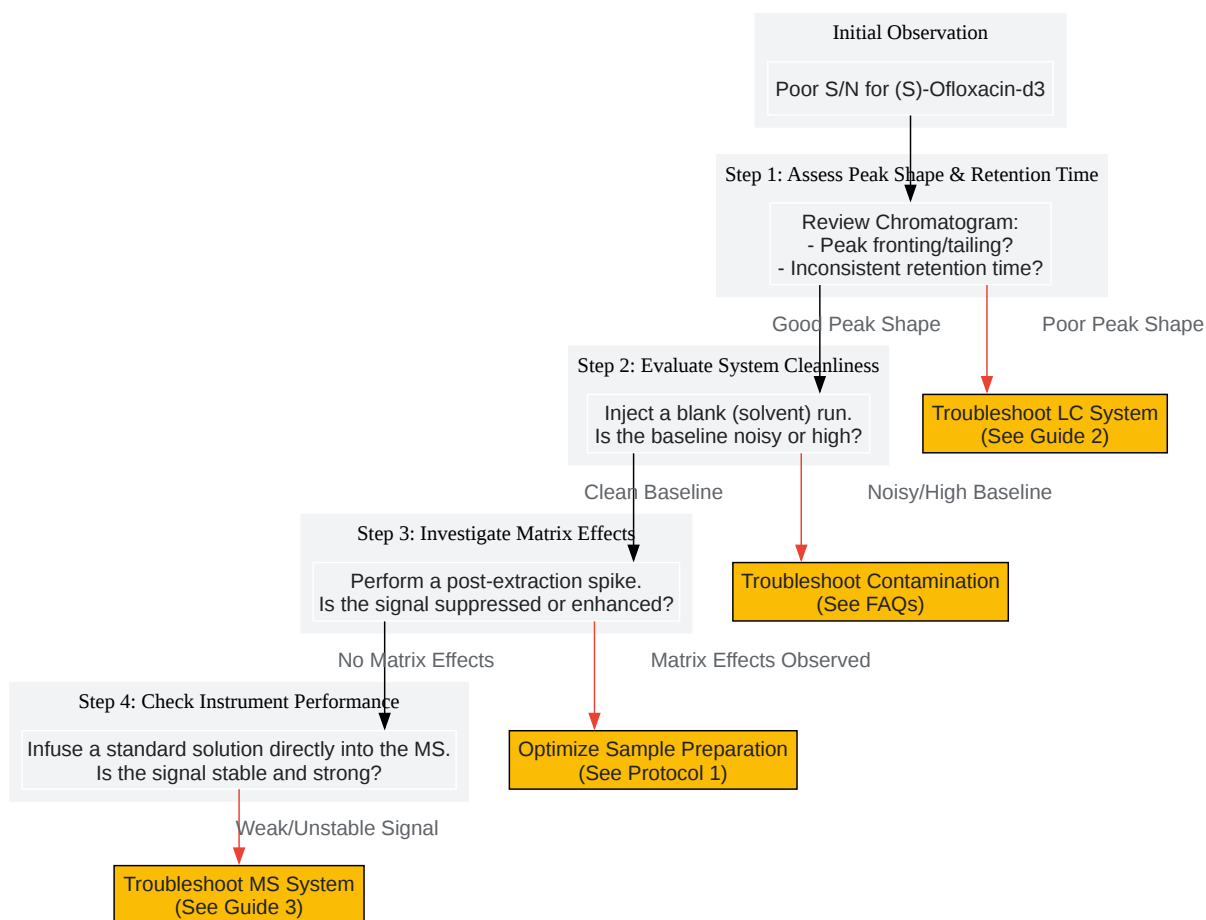 Initial Observation
Poor S/N for (S)-Ofloxacin-d3
Step 1: Assess Peak Shape & Retention Time
Review Chromatogram:
- Peak fronting/tailing?
- Inconsistent retention time?
Good Peak Shape
Poor Peak Shape
Step 2: Evaluate System Cleanliness
Inject a blank (solvent) run.
Is the baseline noisy or high?
Troubleshoot LC System
(See Guide 2)
Clean Baseline
Noisy/High Baseline
Step 3: Investigate Matrix Effects
Perform a post-extraction spike.
Is the signal suppressed or enhanced?
Troubleshoot Contamination
(See FAQs)
No Matrix Effects
Matrix Effects Observed
Step 4: Check Instrument Performance
Infuse a standard solution directly into the MS.
Is the signal stable and strong?
Optimize Sample Preparation
(See Protocol 1)
Weak/Unstable Signal
Troubleshoot MS System
(See Guide 3)